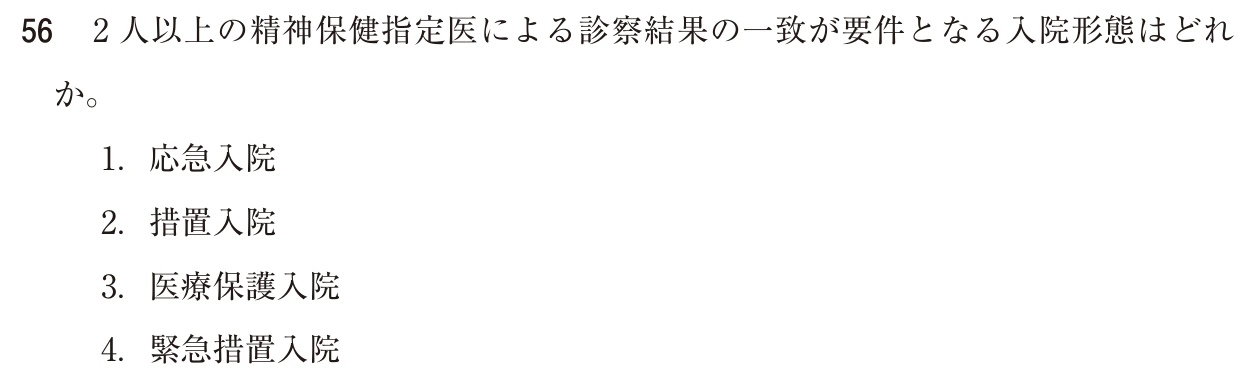 56 2人以上の精神保健指定医による診察結果の一致が要件となる入院形態はどれ
か。
1. 応急入院
2. 措置入院
3. 医療保護入院
4. 緊急措置入院